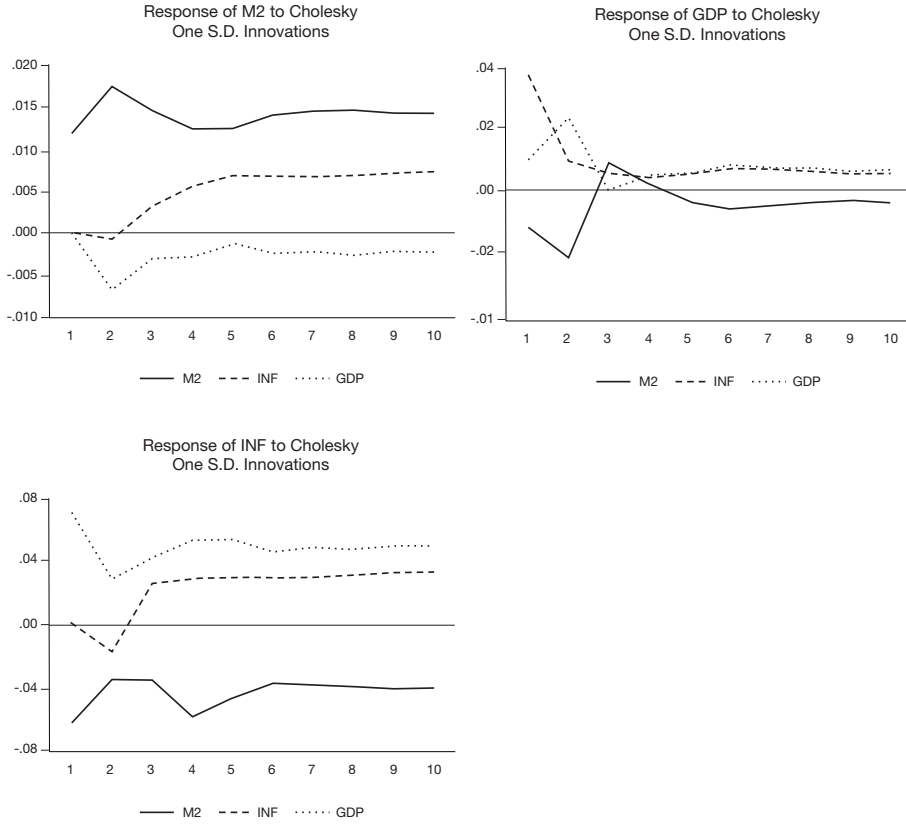 Response of M2 to Cholesky
One S.D. Innovations
.020
.015
.010
.005
.000
-.005
-.010
1 2 3 4 5 6 7 8 9 10
M2 INF GDP
Response of GDP to Cholesky
One S.D. Innovations
.04
.02
.00
-.02
-.01
1 2 3 4 5 6 7 8 9 10
M2 INF GDP
Response of INF to Cholesky
One S.D. Innovations
.08
.04
.00
-.04
-.08
1 2 3 4 5 6 7 8 9 10
M2 INF GDP